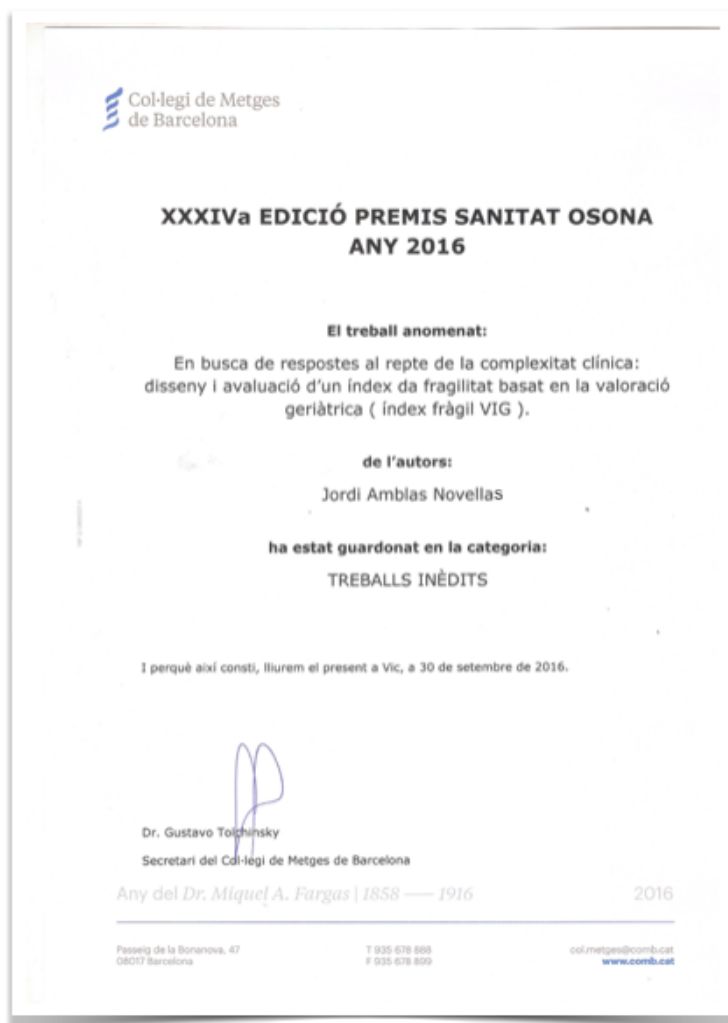 Col·legi de Metges
de Barcelona
XXXIVa EDICIÓ PREMIS SANITAT OSONA
ANY 2016
El treball anomenat:
En busca de respostes al repte de la complexitat clínica:
disseny i avaluació d'un índex da fragilitat basat en la valoració
geriàtrica ( índex fràgil VIG ).
de l'autors:
Jordi Amblas Novellas
ha estat guardonat en la categoria:
TREBALLS INÈDITS
I perquè així consti, lliurem el present a Vic, a 30 de setembre de 2016.
Dr. Gustavo Tolchinsky
Secretari del Col·legi de Metges de Barcelona
Any del Dr. Miquel A. Fargas | 1858 — 1916 2016
Passeig de la Bonanova, 47 T 935 678 888 col.metges@comb.cat
08017 Barcelona F 935 678 899 www.comb.cat